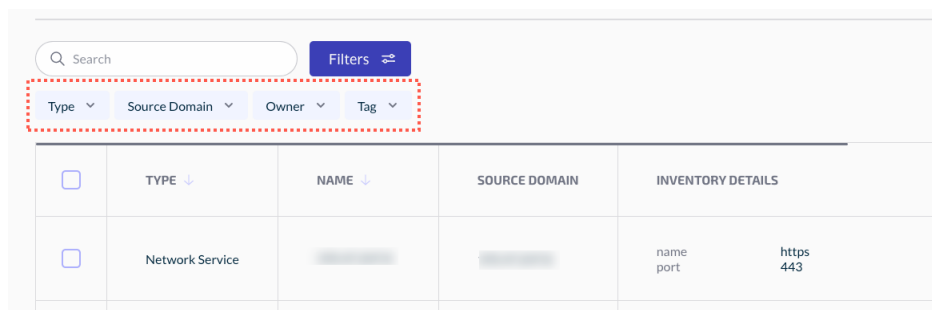 Search
Filters
Type Source Domain Owner Tag
TYPE NAME SOURCE DOMAIN INVENTORY DETAILS
Network Service name https
port 443